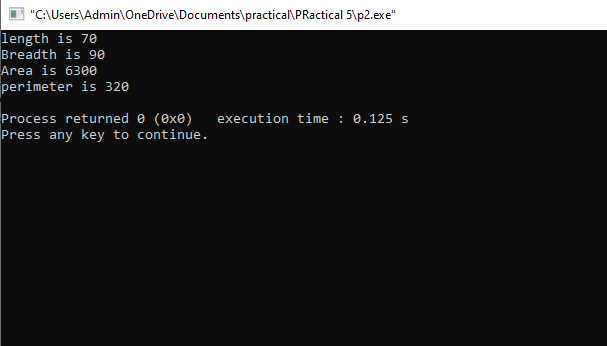 "C:\Users\Admin\OneDrive\Documents\practical\PRactical 5\p2.exe"
length is 70
Breadth is 90
Area is 6300
perimeter is 320
Process returned 0 (0x0)   execution time : 0.125 s
Press any key to continue.